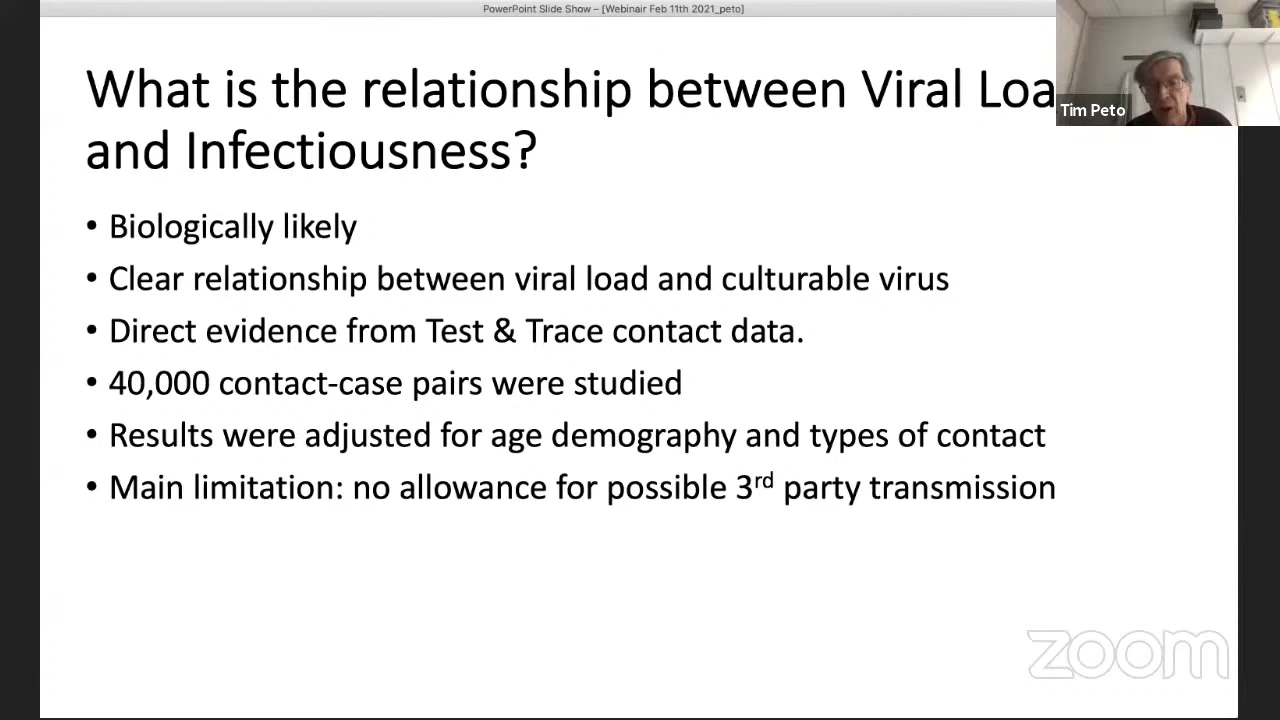 PowerPoint Slide Show – [Webinair Feb 11th 2021_peto]
What is the relationship between Viral Loa
and Infectiousness?
Tim Peto
• Biologically likely
• Clear relationship between viral load and culturable virus
• Direct evidence from Test & Trace contact data.
• 40,000 contact-case pairs were studied
• Results were adjusted for age demography and types of contact
• Main limitation: no allowance for possible 3rd party transmission
zoom